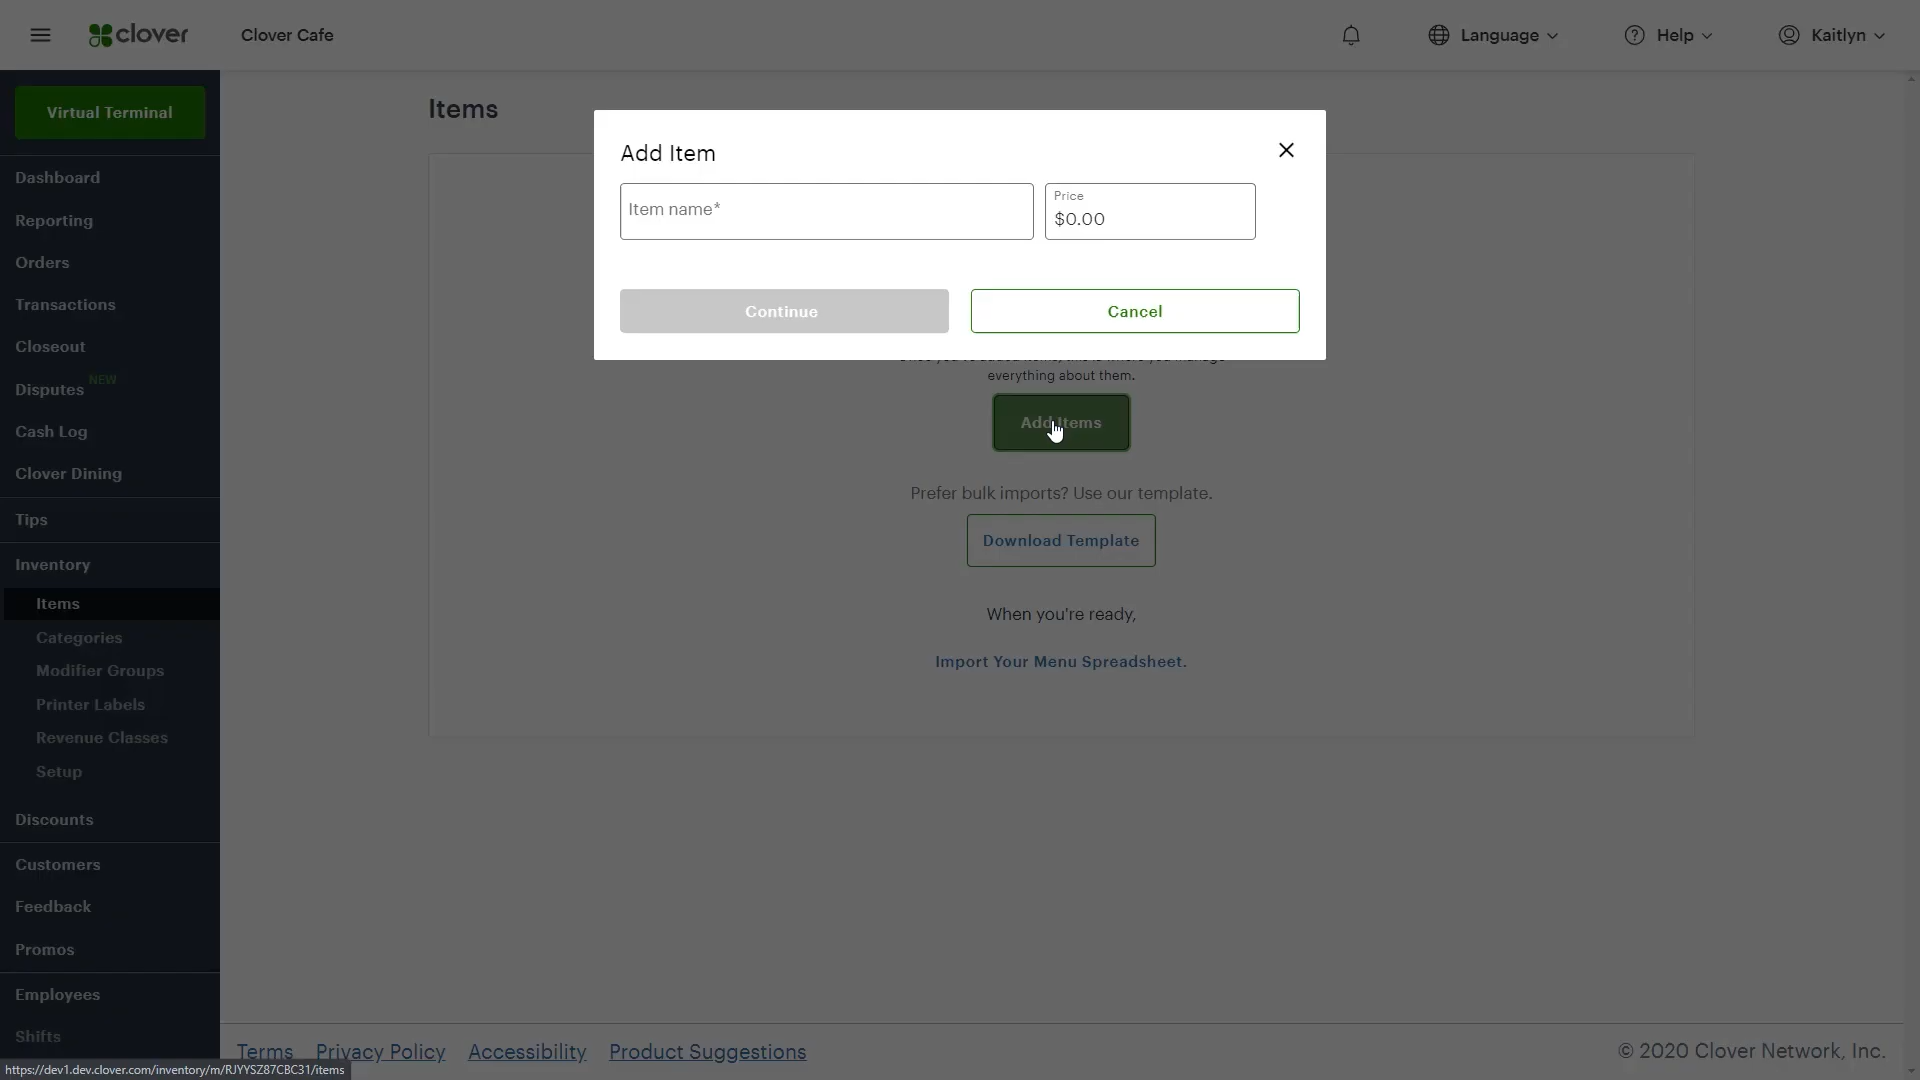 clover
Clover Cafe
Language
Help
Kaitlyn
Virtual Terminal
Dashboard
Reporting
Orders
Transactions
Closeout
Disputes NEW
Cash Log
Clover Dining
Tips
Inventory
Items
Categories
Modifier Groups
Printer Labels
Revenue Classes
Setup
Discounts
Customers
Feedback
Promos
Employees
Shifts
Items
Add Item
Item name*
Price
$0.00
Continue
Cancel
everything about them.
Add Items
Prefer bulk imports? Use our template.
Download Template
When you're ready,
Import Your Menu Spreadsheet.
Terms Privacy Policy Accessibility Product Suggestions
© 2020 Clover Network, Inc.
https://dev1.dev.clover.com/inventory/m/RJYYSZ87CBC31/items